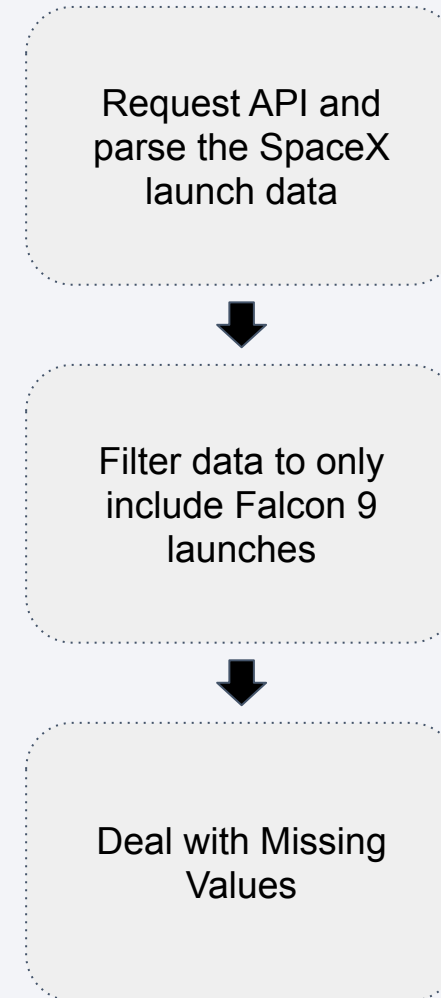 Request API and
parse the SpaceX
launch data
Filter data to only
include Falcon 9
launches
Deal with Missing
Values